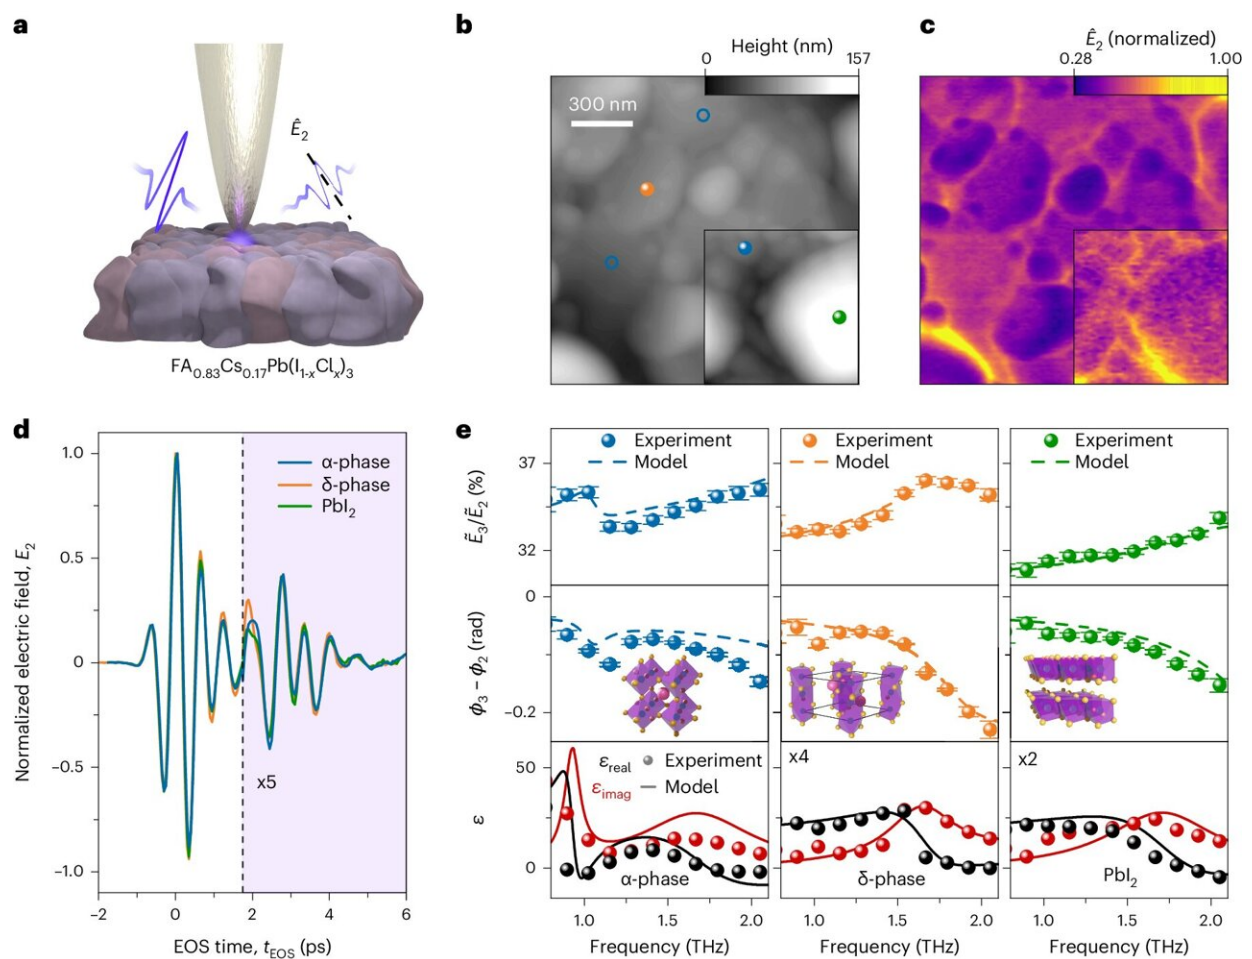 a
Ê₂
FA₀.₈₃Cs₀.₁₇Pb(I₁₋ₓClₓ)₃
b
Height (nm)
0 157
300 nm
c
Ê₂ (normalized)
0.28 1.00
d
1.0
0.5
0
−0.5
−1.0
Normalized electric field, E₂
α-phase
δ-phase
PbI₂
x5
−2 0 2 4 6
EOS time, t_EOS (ps)
e
Experiment
Model
Experiment
Model
Experiment
Model
Ẽ₃/Ẽ₂ (%)
37
32
ϕ₃ − ϕ₂ (rad)
0
−0.2
ε
50
0
ε_real Experiment
ε_imag Model
α-phase
x4
δ-phase
x2
PbI₂
1.0 1.5 2.0
1.0 1.5 2.0
1.0 1.5 2.0
Frequency (THz)
Frequency (THz)
Frequency (THz)